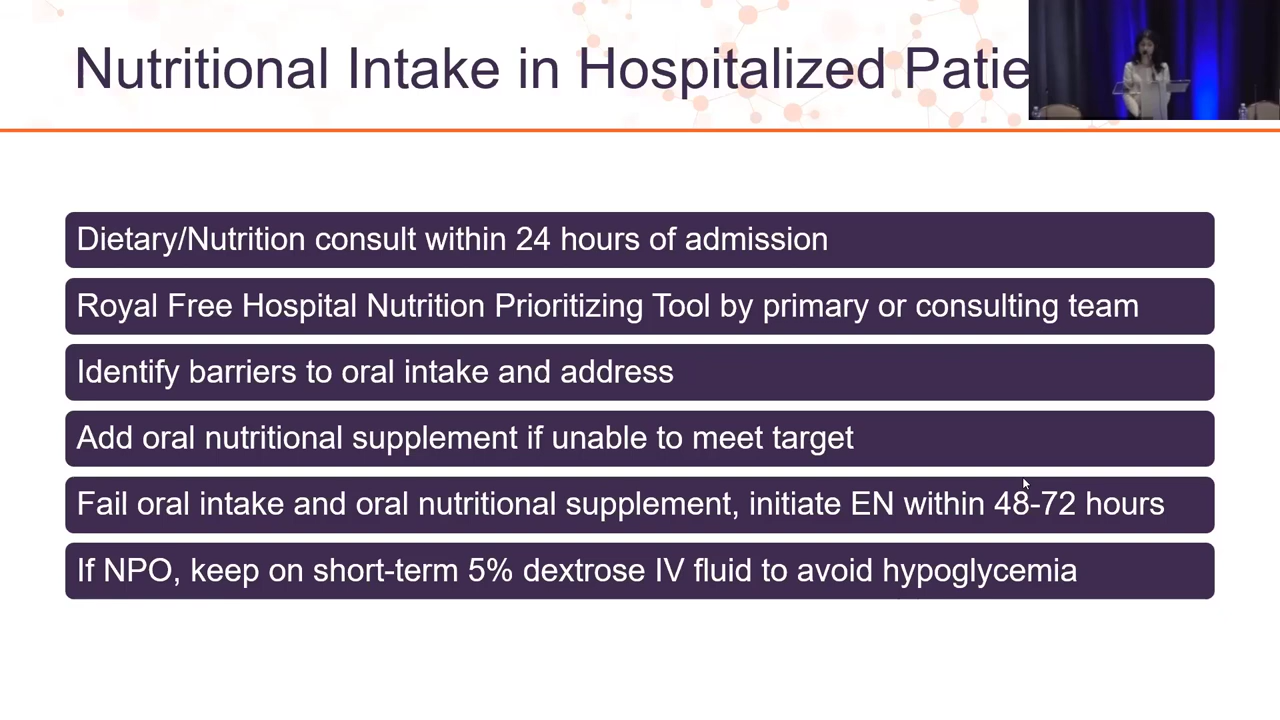 Nutritional Intake in Hospitalized Patie
Dietary/Nutrition consult within 24 hours of admission
Royal Free Hospital Nutrition Prioritizing Tool by primary or consulting team
Identify barriers to oral intake and address
Add oral nutritional supplement if unable to meet target
Fail oral intake and oral nutritional supplement, initiate EN within 48-72 hours
If NPO, keep on short-term 5% dextrose IV fluid to avoid hypoglycemia